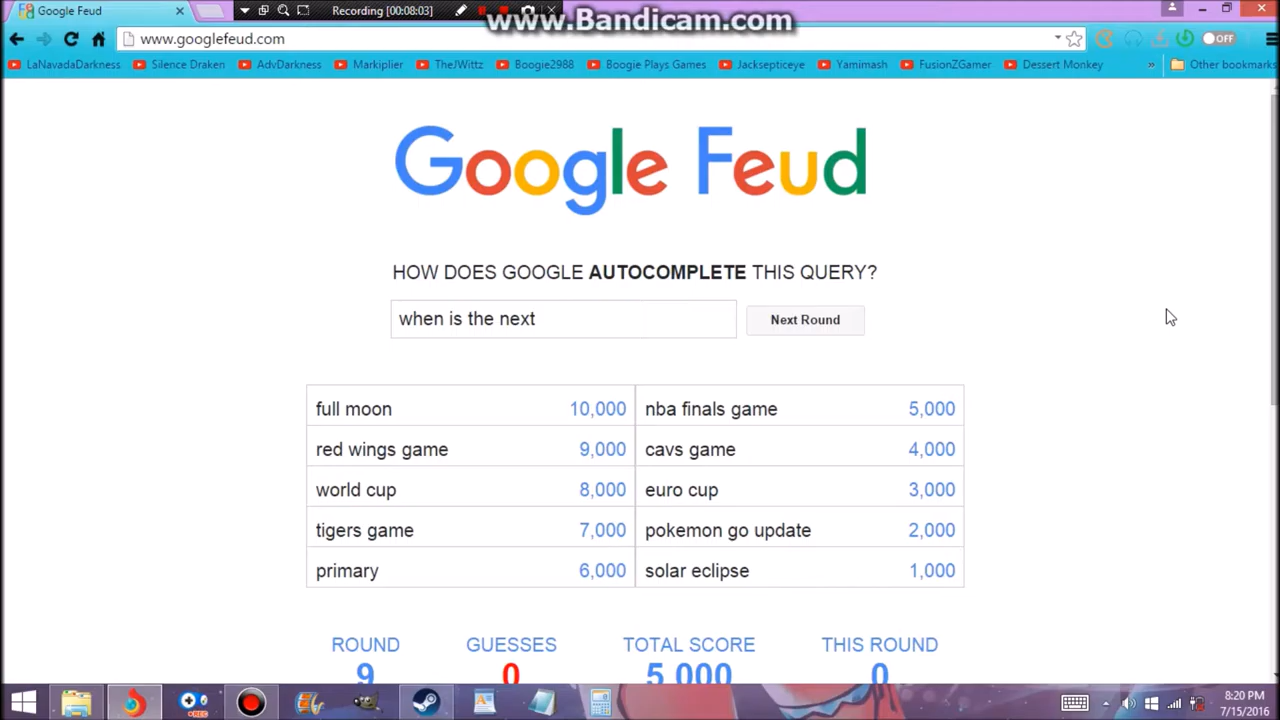 Google Feud
Recording [00:08:03]
www.Bandicam.com
www.googlefeud.com
OFF
LaNavadaDarkness
Silence Draken
AdvDarkness
Markiplier
TheJWittz
Boogie2988
Boogie Plays Games
Jacksepticeye
Yamimash
FusionZGamer
Dessert Monkey
»
Other bookmarks
Google Feud
HOW DOES GOOGLE AUTOCOMPLETE THIS QUERY?
when is the next
Next Round
full moon 10,000
nba finals game 5,000
red wings game 9,000
cavs game 4,000
world cup 8,000
euro cup 3,000
tigers game 7,000
pokemon go update 2,000
primary 6,000
solar eclipse 1,000
ROUND GUESSES TOTAL SCORE THIS ROUND
9 0 5,000 0
REC
8:20 PM
7/15/2016